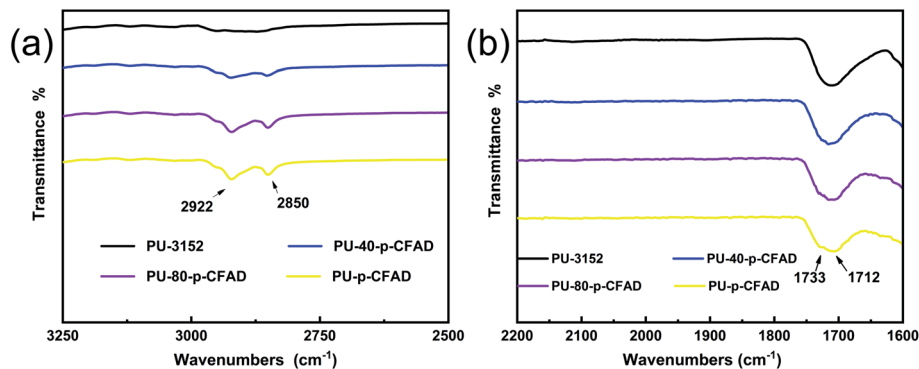 (a)
Transmittance %
2922
2850
PU-3152
PU-40-p-CFAD
PU-80-p-CFAD
PU-p-CFAD
3250 3000 2750 2500
Wavenumbers (cm⁻¹)
(b)
Transmittance %
PU-3152
PU-40-p-CFAD
PU-80-p-CFAD
PU-p-CFAD
1733
1712
2200 2100 2000 1900 1800 1700 1600
Wavenumbers (cm⁻¹)